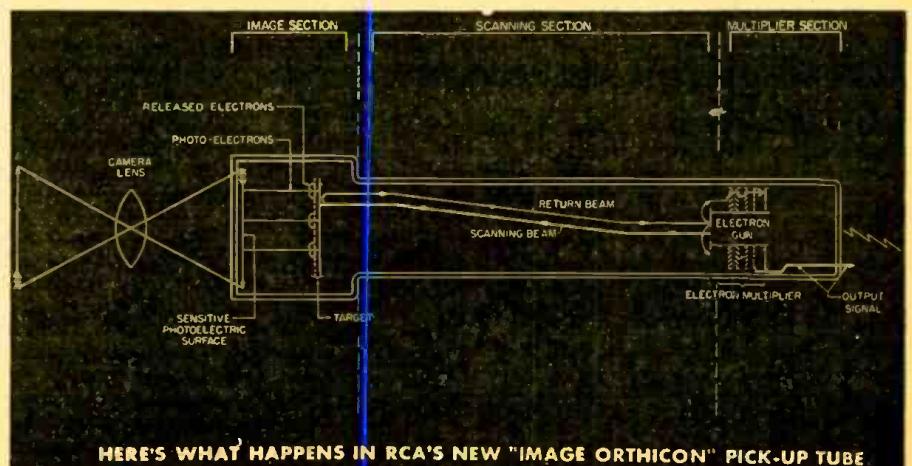 IMAGE SECTION
SCANNING SECTION
MULTIPLIER SECTION
RELEASED ELECTRONS
PHOTO-ELECTRONS
CAMERA
LENS
RETURN BEAM
SCANNING BEAM
ELECTRON
GUN
ELECTRON MULTIPLIER
OUTPUT
SIGNAL
SENSITIVE
PHOTOELECTRIC
SURFACE
TARGET
HERE'S WHAT HAPPENS IN RCA'S NEW "IMAGE ORTHICON" PICK-UP TUBE